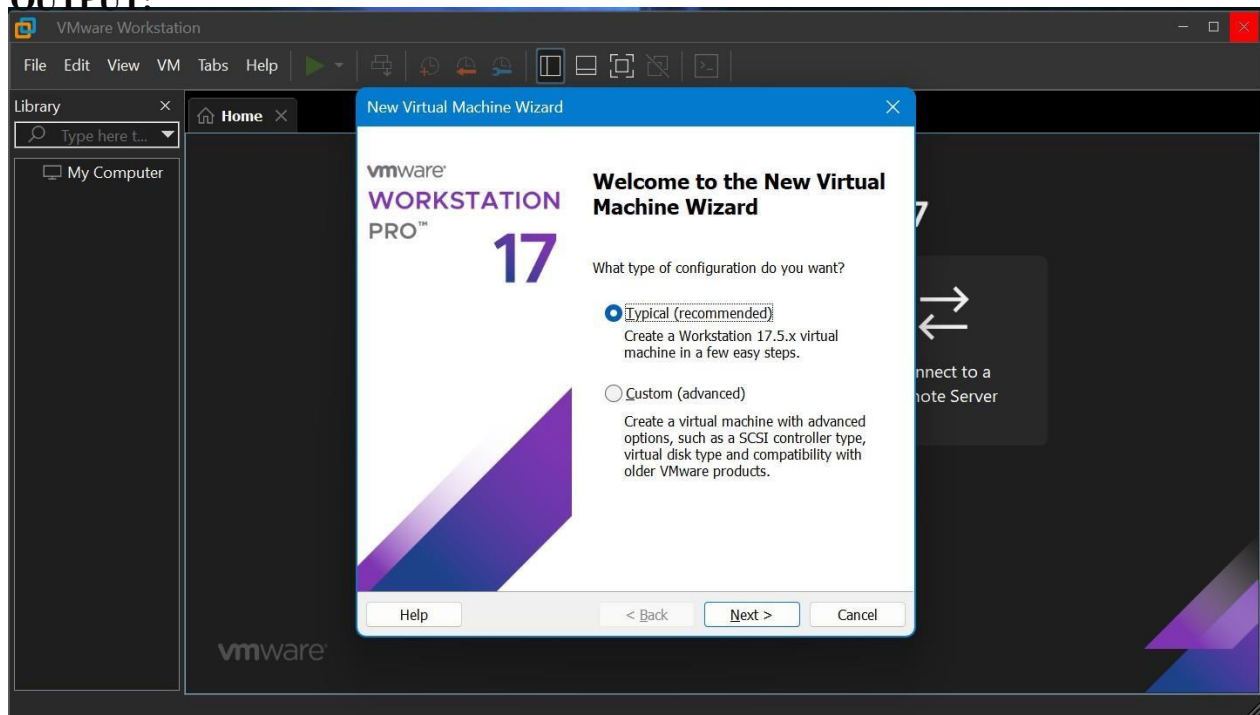 OUTPUT:
VMware Workstation
File Edit View VM Tabs Help
Library
Type here t...
My Computer
Home
New Virtual Machine Wizard
vmware
WORKSTATION
PRO™
17
Welcome to the New Virtual
Machine Wizard
What type of configuration do you want?
Typical (recommended)
Create a Workstation 17.5.x virtual
machine in a few easy steps.
Custom (advanced)
Create a virtual machine with advanced
options, such as a SCSI controller type,
virtual disk type and compatibility with
older VMware products.
Help < Back Next > Cancel
7
nnect to a
note Server
vmware